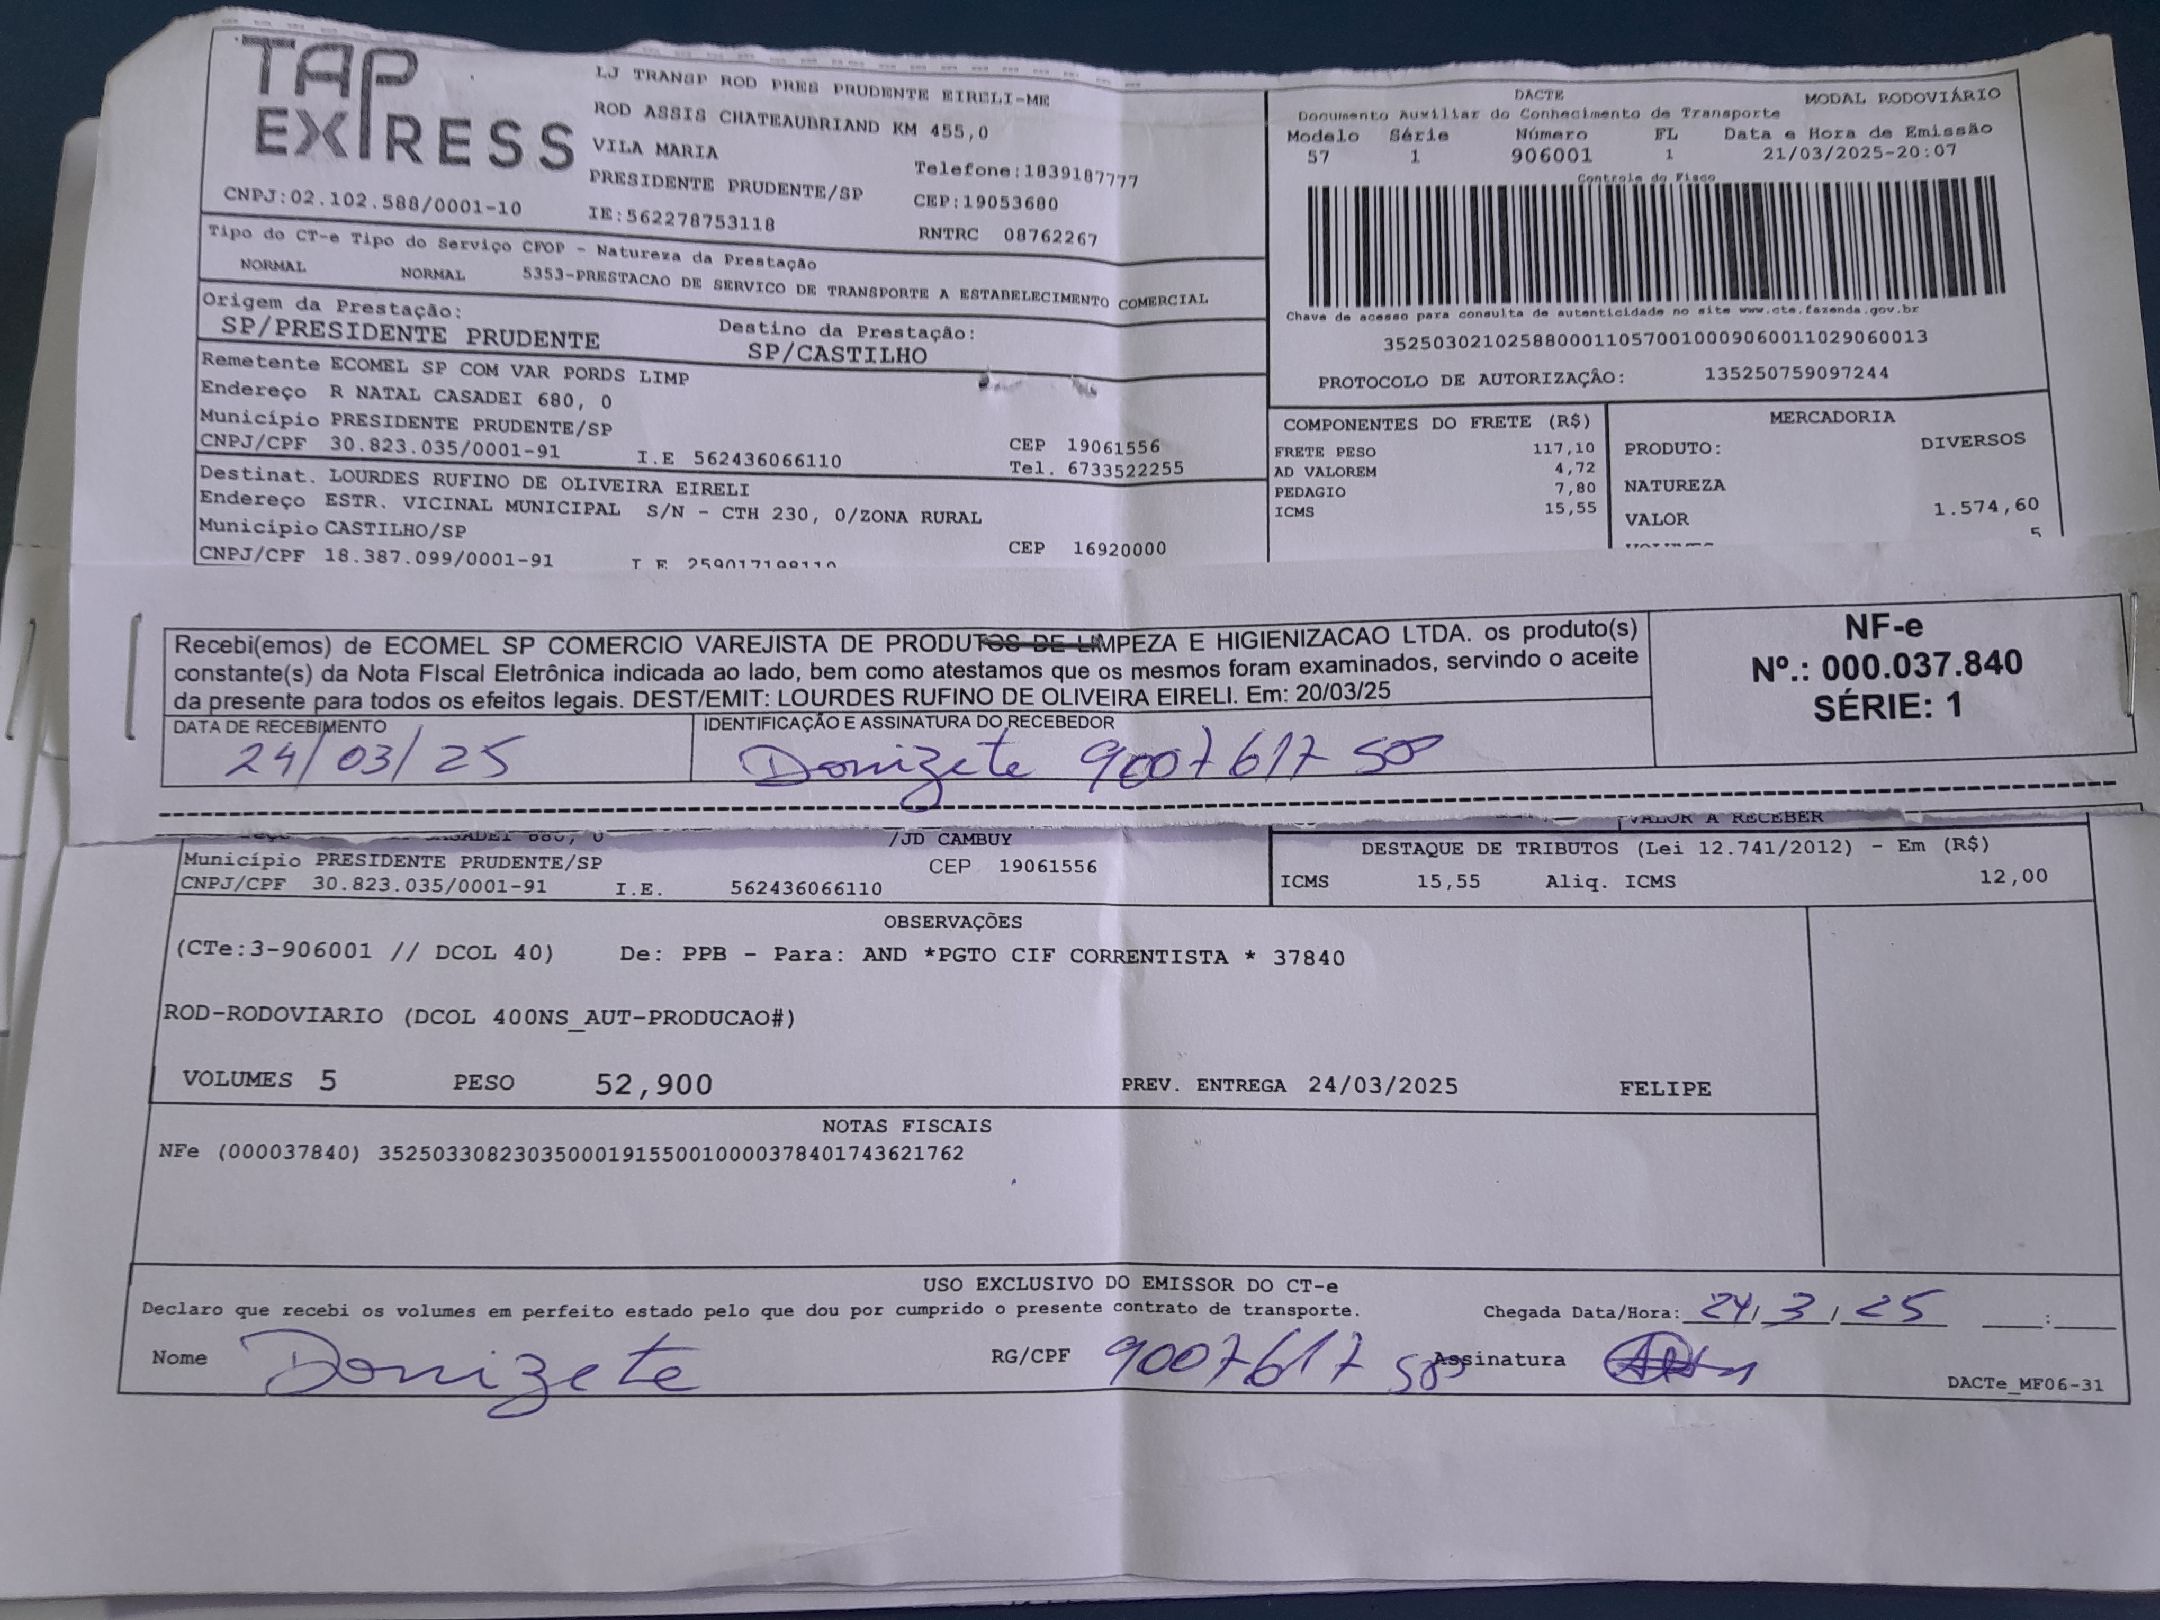 TAP
EXPRESS
LJ TRANSP ROD PRES PRUDENTE EIRELI-ME
ROD ASSIS CHATEAUBRIAND KM 455,0
VILA MARIA
Telefone:1839187777
PRESIDENTE PRUDENTE/SP
CEP:19053680
CNPJ:02.102.588/0001-10
IE:562278753118
RNTRC 08762267
DACTE
MODAL RODOVIÁRIO
Documento Auxiliar do Conhecimento de Transporte
Modelo Série Número FL Data e Hora de Emissão
57 1 906001 1 21/03/2025-20:07
Controle do Fisco
Chave de acesso para consulta de autenticidade no site www.cte.fazenda.gov.br
35250302102588000110570010009060011029060013
PROTOCOLO DE AUTORIZAÇÃO: 135250759097244
Tipo do CT-e Tipo do Serviço CFOP - Natureza da Prestação
NORMAL NORMAL 5353-PRESTACAO DE SERVICO DE TRANSPORTE A ESTABELECIMENTO COMERCIAL
Origem da Prestação:
SP/PRESIDENTE PRUDENTE
Destino da Prestação:
SP/CASTILHO
Remetente ECOMEL SP COM VAR PORDS LIMP
Endereço R NATAL CASADEI 680, 0
Município PRESIDENTE PRUDENTE/SP
CEP 19061556
CNPJ/CPF 30.823.035/0001-91 I.E 562436066110 Tel. 6733522255
Destinat. LOURDES RUFINO DE OLIVEIRA EIRELI
Endereço ESTR. VICINAL MUNICIPAL S/N - CTH 230, 0/ZONA RURAL
Município CASTILHO/SP
CEP 16920000
CNPJ/CPF 18.387.099/0001-91
COMPONENTES DO FRETE (R$)
FRETE PESO 117,10
AD VALOREM 4,72
PEDAGIO 7,80
ICMS 15,55
MERCADORIA
PRODUTO: DIVERSOS
NATUREZA
VALOR 1.574,60
5
Recebi(emos) de ECOMEL SP COMERCIO VAREJISTA DE PRODUTOS DE LIMPEZA E HIGIENIZACAO LTDA. os produto(s)
constante(s) da Nota FIscal Eletrônica indicada ao lado, bem como atestamos que os mesmos foram examinados, servindo o aceite
da presente para todos os efeitos legais. DEST/EMIT: LOURDES RUFINO DE OLIVEIRA EIRELI. Em: 20/03/25
NF-e
Nº.: 000.037.840
SÉRIE: 1
DATA DE RECEBIMENTO
24/03/25
IDENTIFICAÇÃO E ASSINATURA DO RECEBEDOR
Donizete 9007617
CASADEI 680, 0 /JD CAMBUY
Município PRESIDENTE PRUDENTE/SP CEP 19061556
CNPJ/CPF 30.823.035/0001-91 I.E. 562436066110
VALOR A RECEBER
DESTAQUE DE TRIBUTOS (Lei 12.741/2012) - Em (R$)
ICMS 15,55 Aliq. ICMS 12,00
OBSERVAÇÕES
(CTe:3-906001 // DCOL 40) De: PPB - Para: AND *PGTO CIF CORRENTISTA * 37840
ROD-RODOVIARIO (DCOL 400NS_AUT-PRODUCAO#)
VOLUMES 5 PESO 52,900 PREV. ENTREGA 24/03/2025 FELIPE
NOTAS FISCAIS
NFe (000037840) 35250330823035000191550010000378401743621762
USO EXCLUSIVO DO EMISSOR DO CT-e
Declaro que recebi os volumes em perfeito estado pelo que dou por cumprido o presente contrato de transporte. Chegada Data/Hora: 24/3/25 :
Nome Donizete RG/CPF 9007617 Assinatura
DACTe_MF06-31